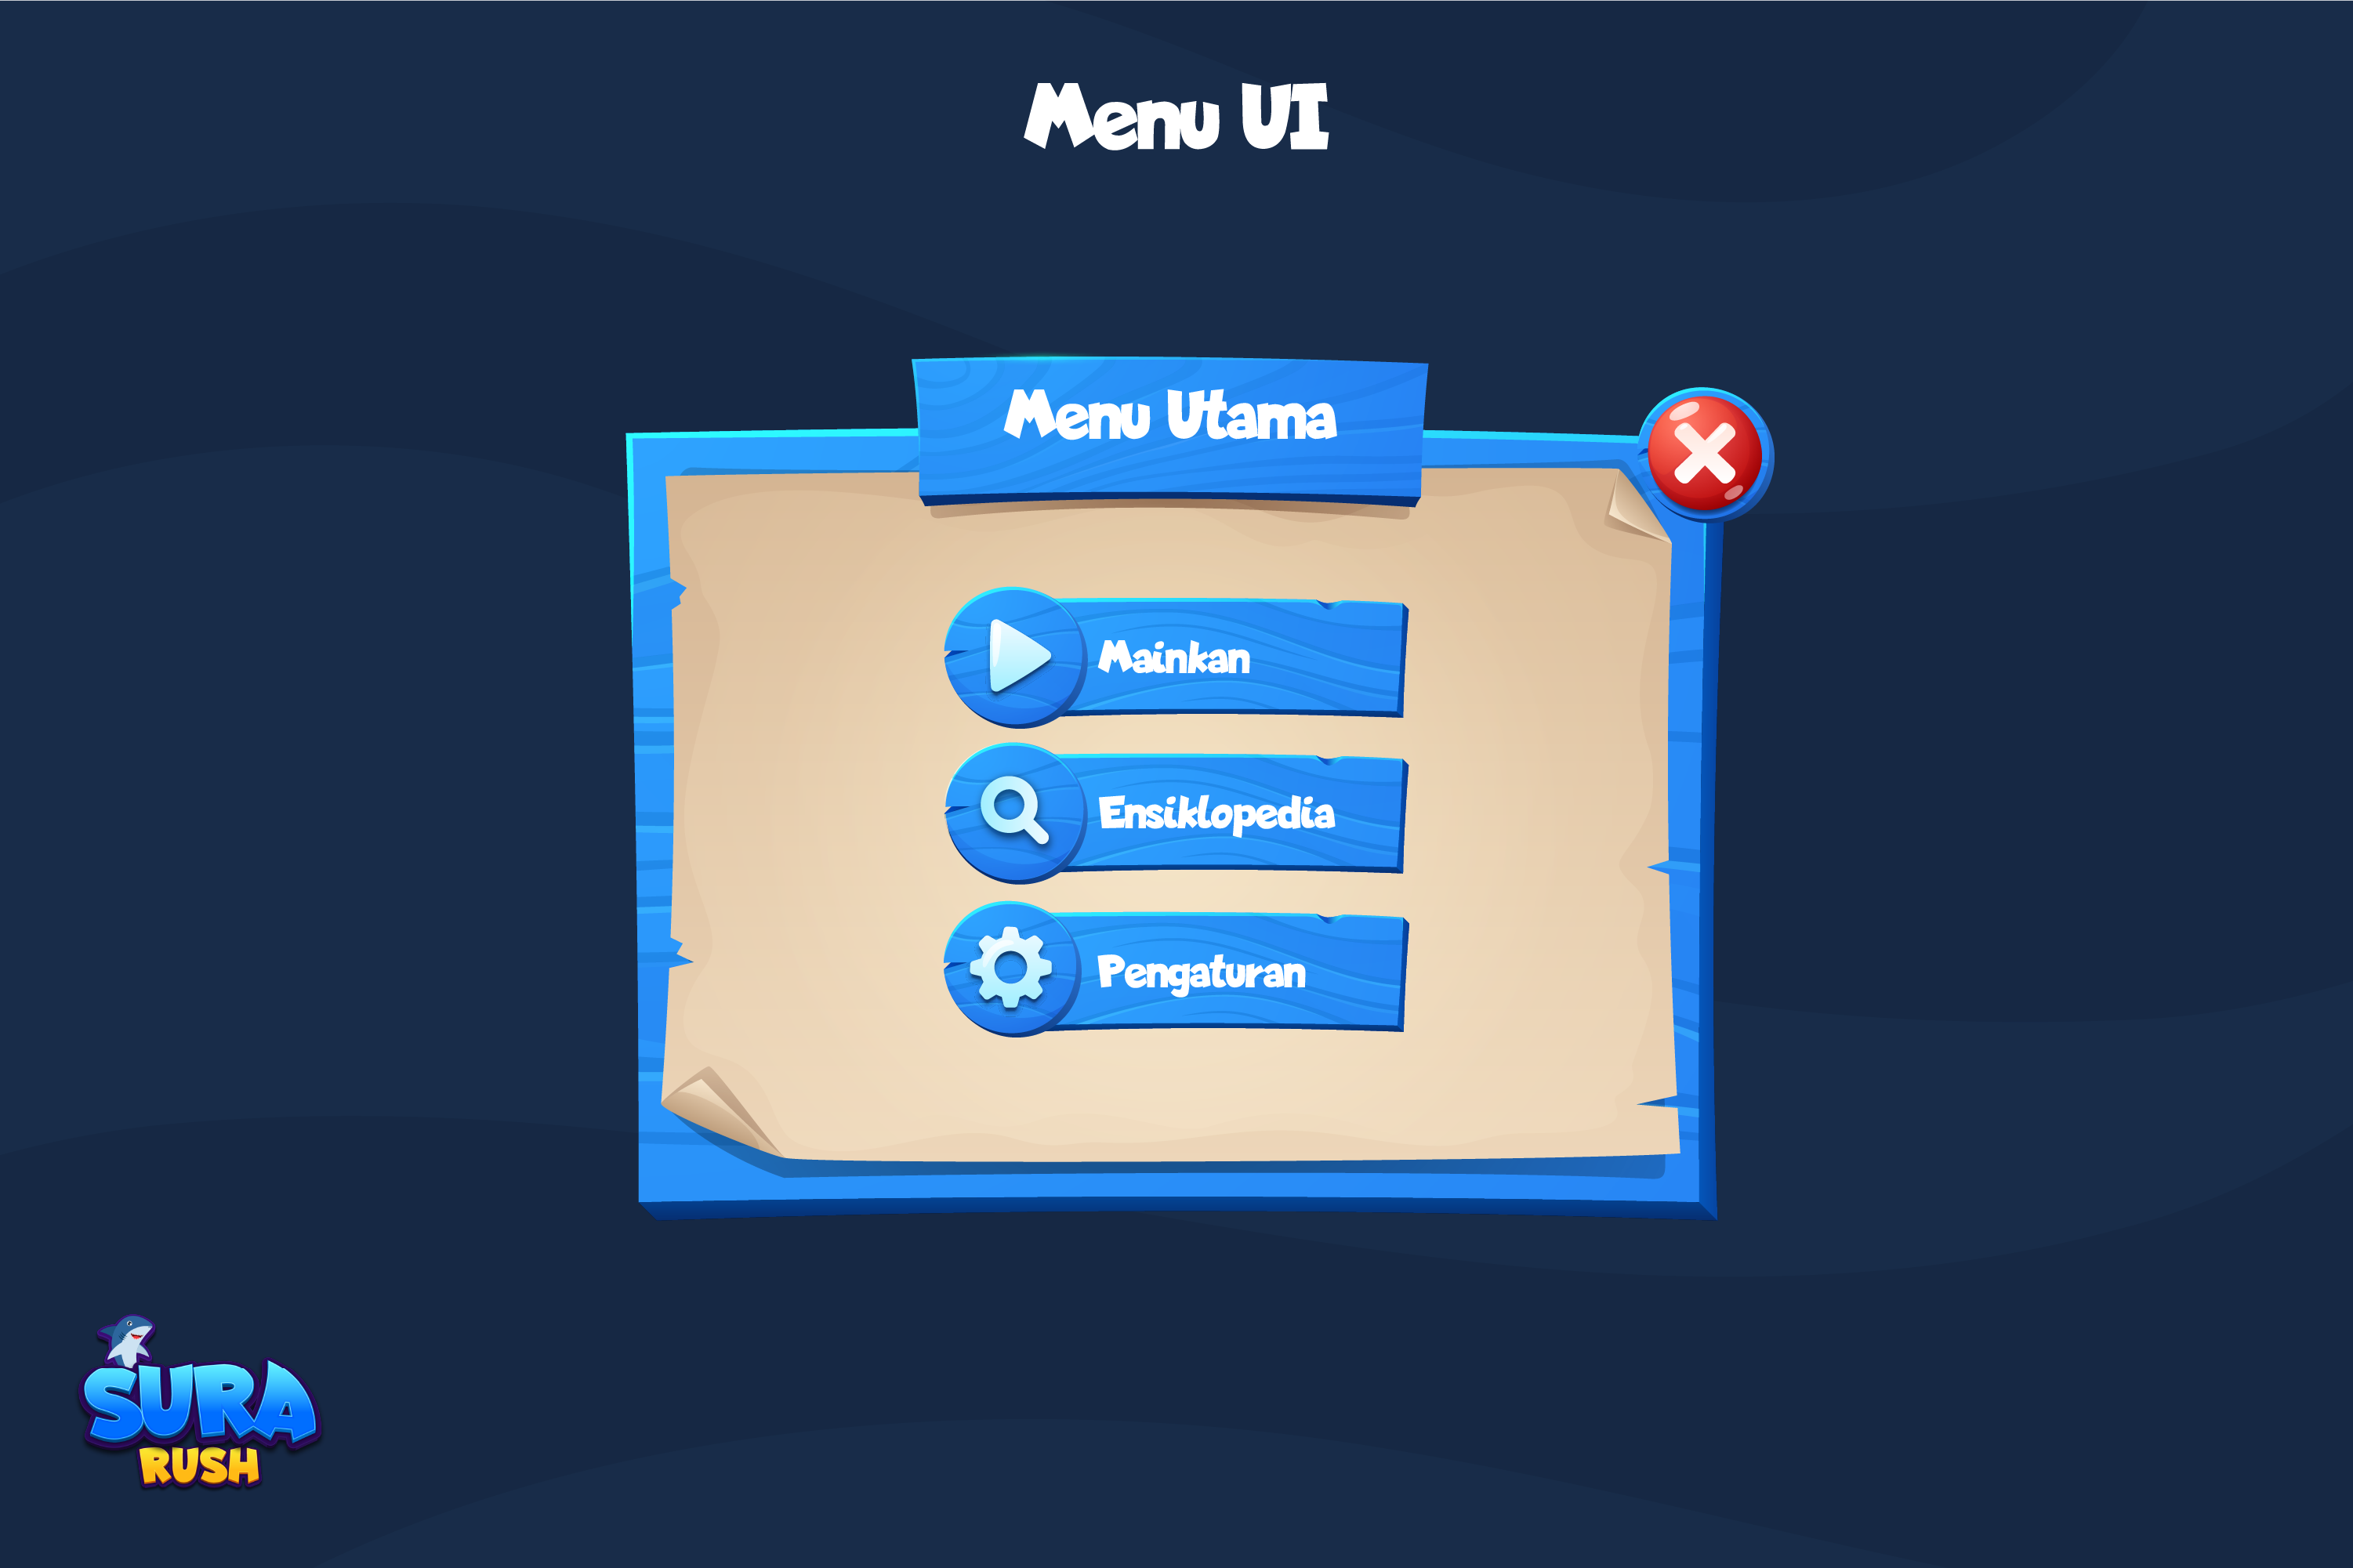 Menu UI
Menu Utama
Mainkan
Ensiklopedia
Pengaturan
SURA
RUSH